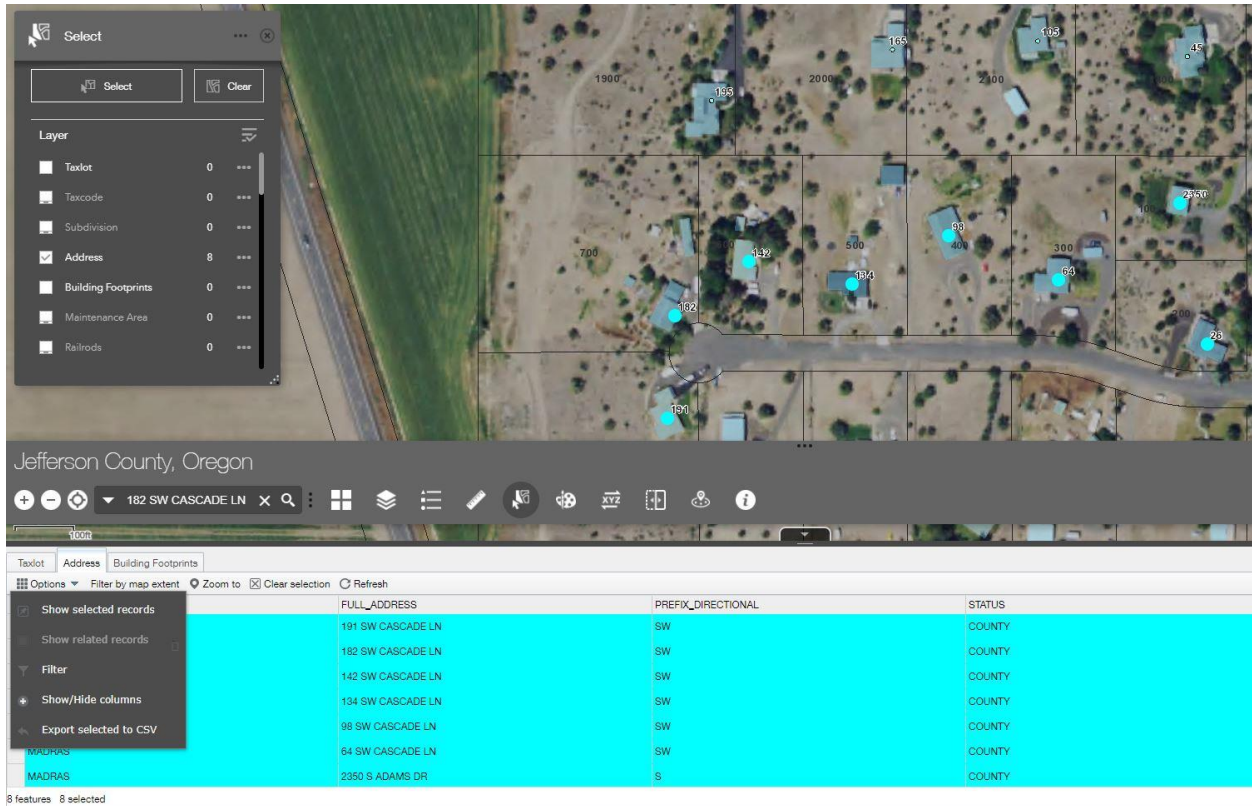 Select
Select Clear
Layer
Taxlot 0
Taxcode 0
Subdivision 0
Address 8
Building Footprints 0
Maintenance Area 0
Railrods 0
105
165
45
1900
2000
2100
195
2350
98
700
142
500
400
300
134
64
182
200
26
191
Jefferson County, Oregon
182 SW CASCADE LN
XYZ
100ft
Taxlot Address Building Footprints
Options Filter by map extent Zoom to Clear selection Refresh
FULL_ADDRESS PREFIX_DIRECTIONAL STATUS
Show selected records
Show related records
Filter
Show/Hide columns
Export selected to CSV
191 SW CASCADE LN SW COUNTY
182 SW CASCADE LN SW COUNTY
142 SW CASCADE LN SW COUNTY
134 SW CASCADE LN SW COUNTY
98 SW CASCADE LN SW COUNTY
MADRAS 64 SW CASCADE LN SW COUNTY
MADRAS 2350 S ADAMS DR S COUNTY
8 features 8 selected